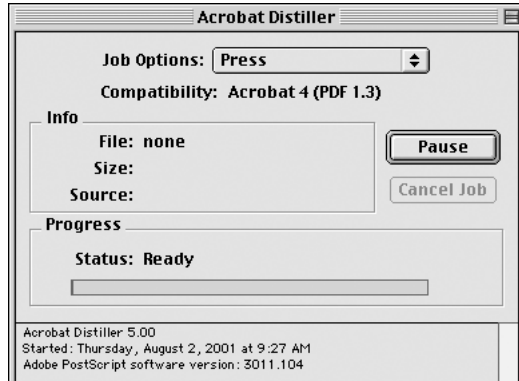 Acrobat Distiller
Job Options: Press
Compatibility: Acrobat 4 (PDF 1.3)
Info
File: none
Size:
Source:
Pause
Cancel Job
Progress
Status: Ready
Acrobat Distiller 5.00
Started: Thursday, August 2, 2001 at 9:27 AM
Adobe PostScript software version: 3011.104